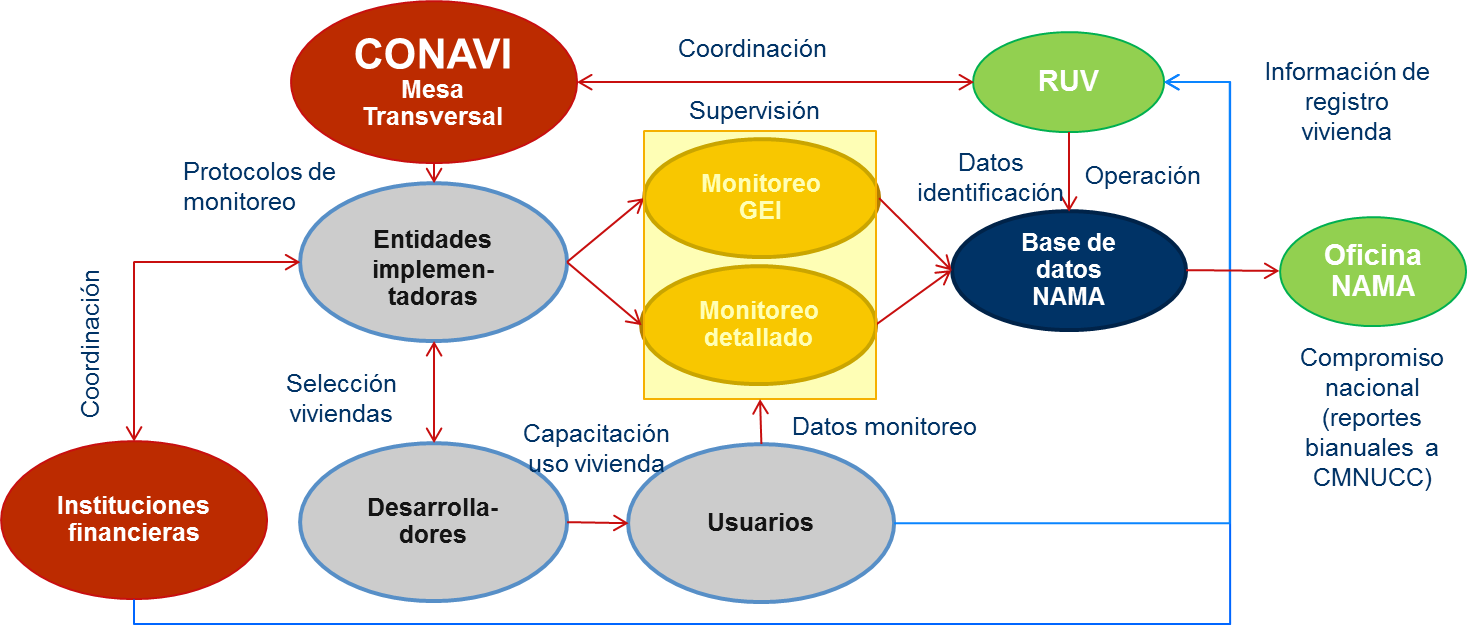 CONAVI
Mesa
Transversal
Coordinación
RUV
Información de
registro
vivienda
Supervisión
Protocolos de
monitoreo
Monitoreo
GEI
Datos
identificación
Operación
Entidades
implemen-
tadoras
Base de
datos
NAMA
Oficina
NAMA
Monitoreo
detallado
Coordinación
Selección
viviendas
Compromiso
nacional
(reportes
bianuales a
CMNUCC)
Capacitación
uso vivienda
Datos monitoreo
Instituciones
financieras
Desarrolla-
dores
Usuarios